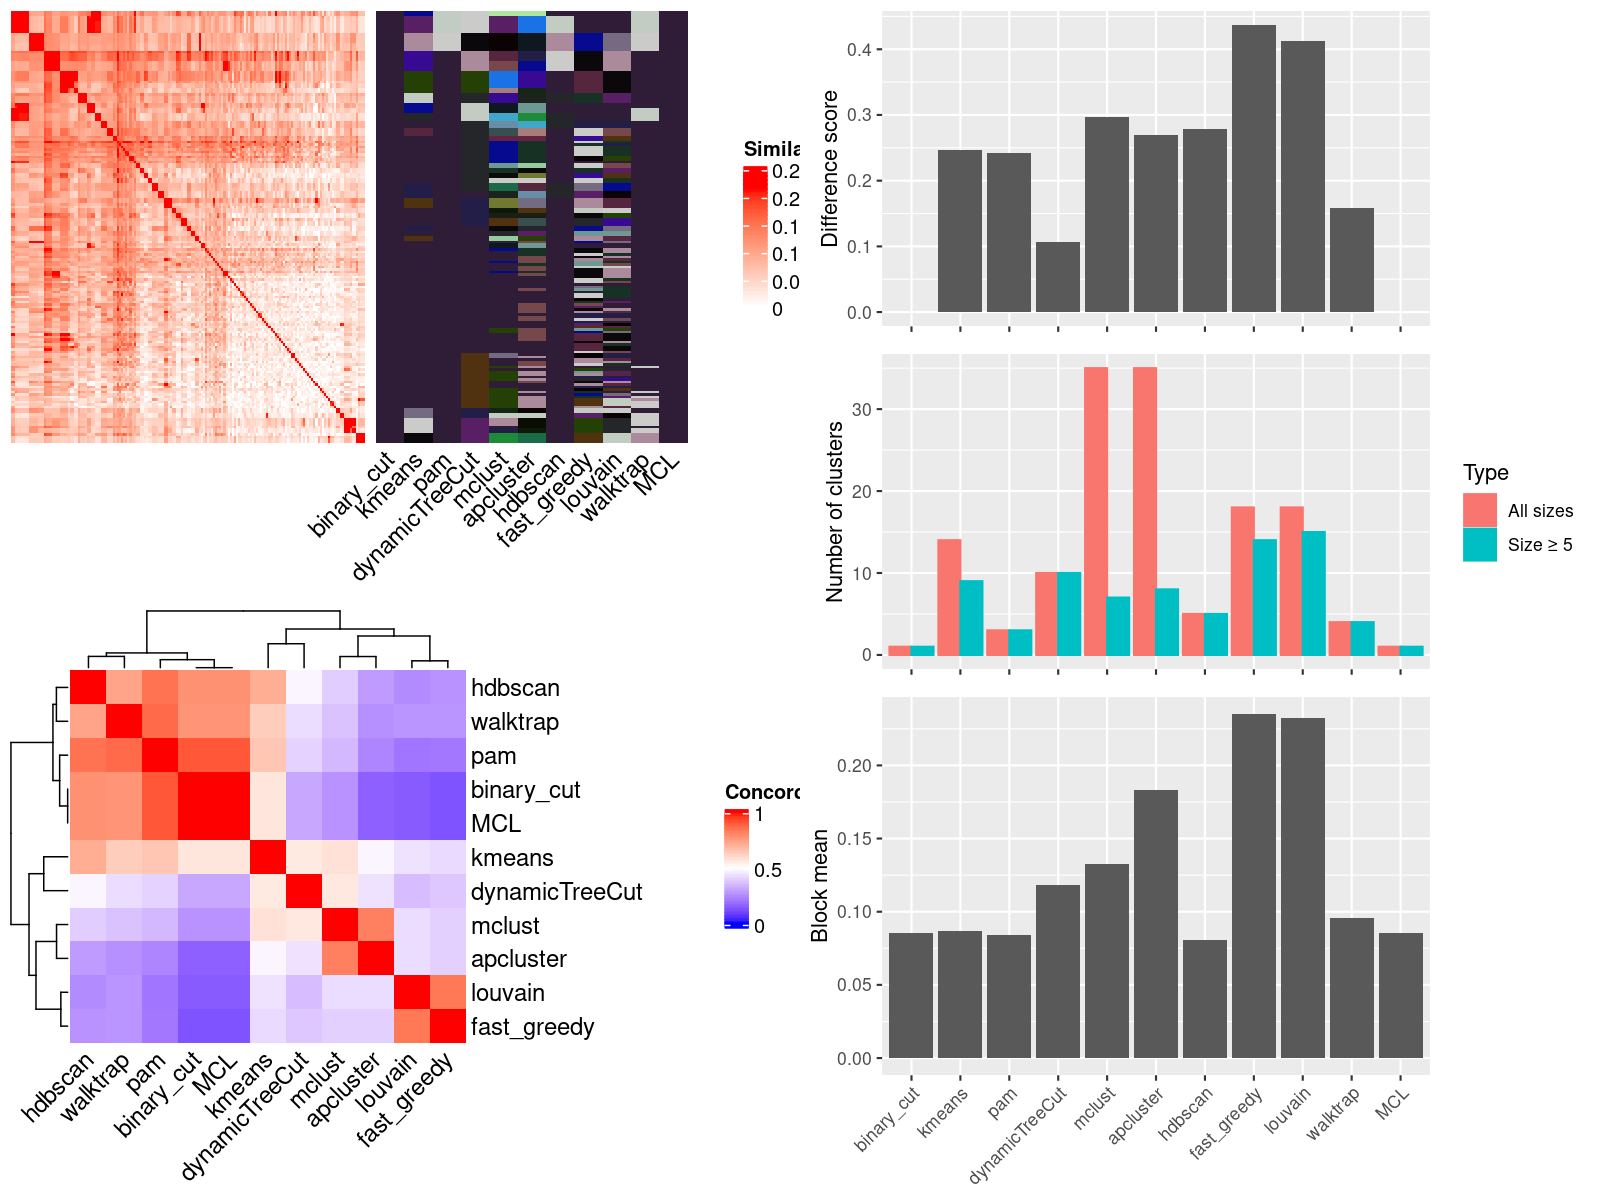 Simila
0.2
0.2
0.1
0.1
0.0
0
binary_cut
kmeans
pam
dynamicTreeCut
mclust
apcluster
hdbscan
fast_greedy
louvain
walktrap
MCL
hdbscan
walktrap
pam
binary_cut
MCL
kmeans
dynamicTreeCut
mclust
apcluster
louvain
fast_greedy
hdbscan
walktrap
pam
binary_cut
MCL
kmeans
dynamicTreeCut
mclust
apcluster
louvain
fast_greedy
Concord
1
0.5
0
Difference score
0.4
0.3
0.2
0.1
0.0
Number of clusters
30
20
10
0
Type
All sizes
Size ≥ 5
Block mean
0.20
0.15
0.10
0.05
0.00
binary_cut
kmeans
pam
dynamicTreeCut
mclust
apcluster
hdbscan
fast_greedy
louvain
walktrap
MCL